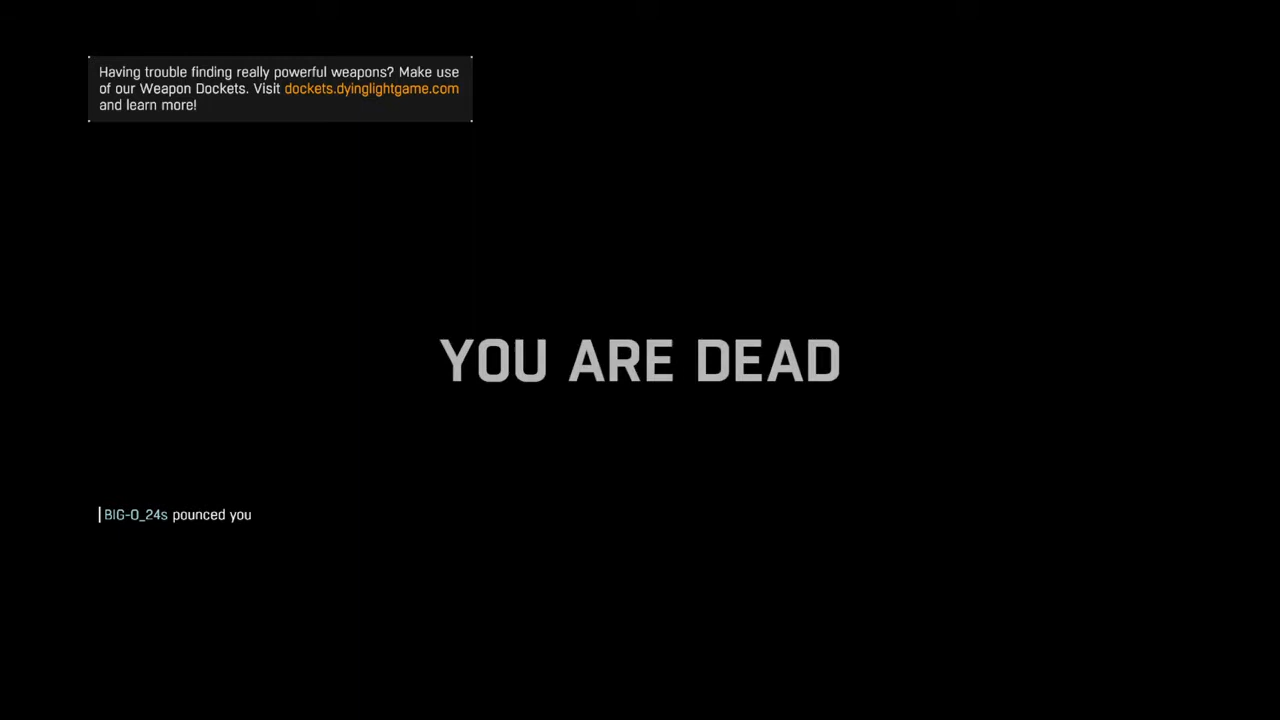 Having trouble finding really powerful weapons? Make use
of our Weapon Dockets. Visit dockets.dyinglightgame.com
and learn more!
YOU ARE DEAD
BIG-O_24s pounced you